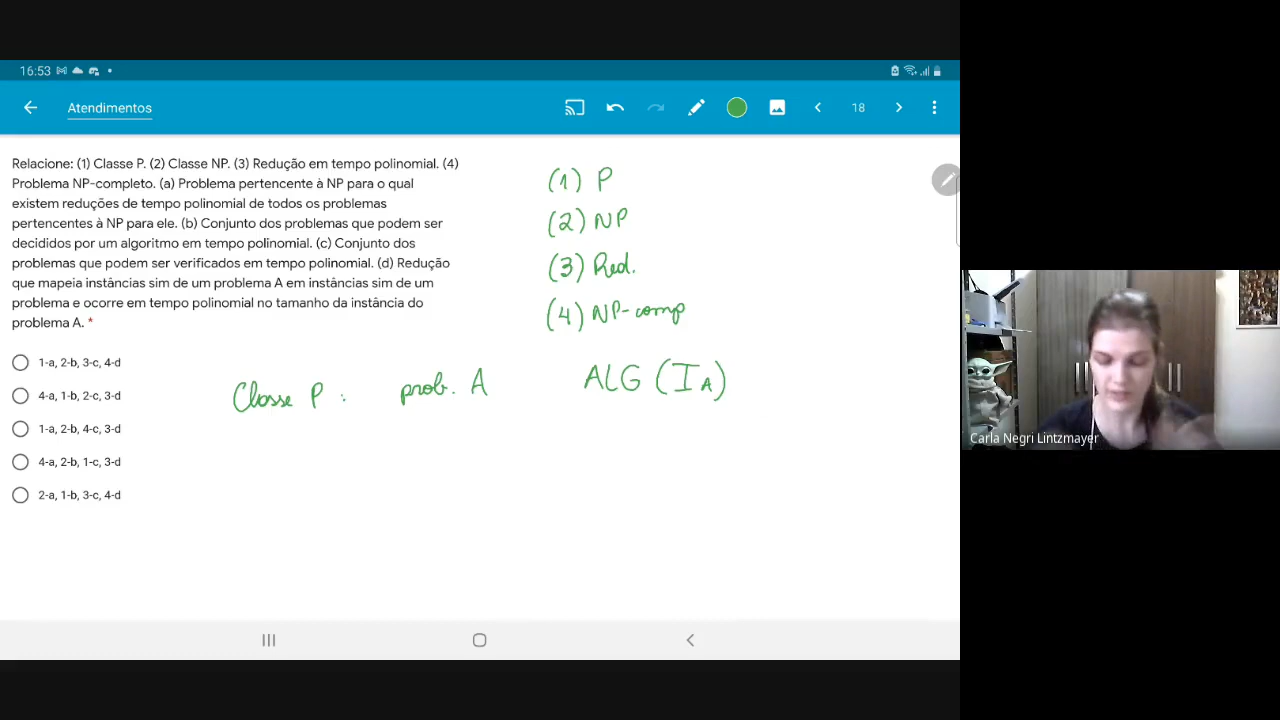 16:53
Atendimentos
18
Relacione: (1) Classe P. (2) Classe NP. (3) Redução em tempo polinomial. (4)
Problema NP-completo. (a) Problema pertencente à NP para o qual
existem reduções de tempo polinomial de todos os problemas
pertencentes à NP para ele. (b) Conjunto dos problemas que podem ser
decididos por um algoritmo em tempo polinomial. (c) Conjunto dos
problemas que podem ser verificados em tempo polinomial. (d) Redução
que mapeia instâncias sim de um problema A em instâncias sim de um
problema e ocorre em tempo polinomial no tamanho da instância do
problema A. *
1-a, 2-b, 3-c, 4-d
4-a, 1-b, 2-c, 3-d
1-a, 2-b, 4-c, 3-d
4-a, 2-b, 1-c, 3-d
2-a, 1-b, 3-c, 4-d
(1) P
(2) NP
(3) Red.
(4) NP-comp
Classe P : prob. A ALG (I_A)
Carla Negri Lintzmayer